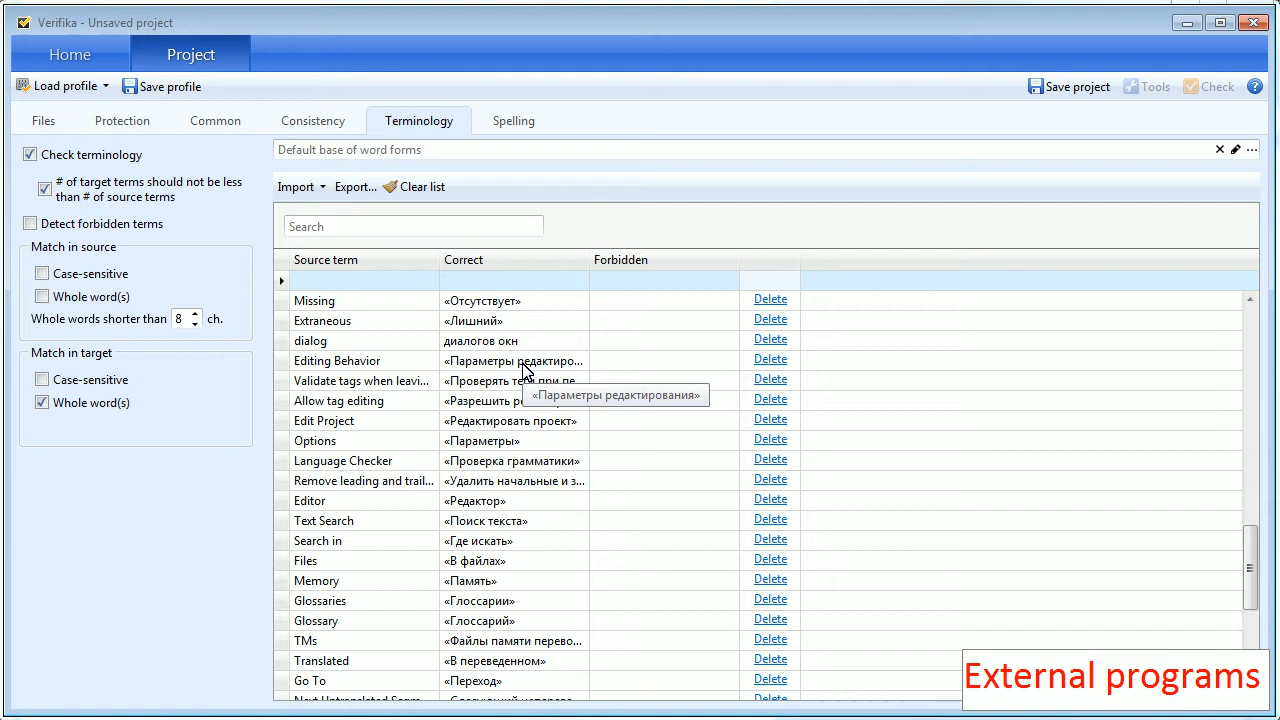 Verifika - Unsaved project
Home Project
Load profile Save profile Save project Tools Check ?
Files Protection Common Consistency Terminology Spelling
Check terminology
# of target terms should not be less
than # of source terms
Detect forbidden terms
Match in source
Case-sensitive
Whole word(s)
Whole words shorter than 8 ch.
Match in target
Case-sensitive
Whole word(s)
Default base of word forms
Import Export... Clear list
Search
Source term Correct Forbidden
Missing «Отсутствует» Delete
Extraneous «Лишний» Delete
dialog диалогов окн Delete
Editing Behavior «Параметры редактиро... Delete
Validate tags when leavi... «Проверять Delete
«Параметры редактирования»
Allow tag editing «Разрешить Delete
Edit Project «Редактировать проект» Delete
Options «Параметры» Delete
Language Checker «Проверка грамматики» Delete
Remove leading and trail... «Удалить начальные и з... Delete
Editor «Редактор» Delete
Text Search «Поиск текста» Delete
Search in «Где искать» Delete
Files «В файлах» Delete
Memory «Память» Delete
Glossaries «Глоссарии» Delete
Glossary «Глоссарий» Delete
TMs «Файлы памяти перево... Delete
Translated «В переведенном» Delete
Go To «Переход» Delete
External programs